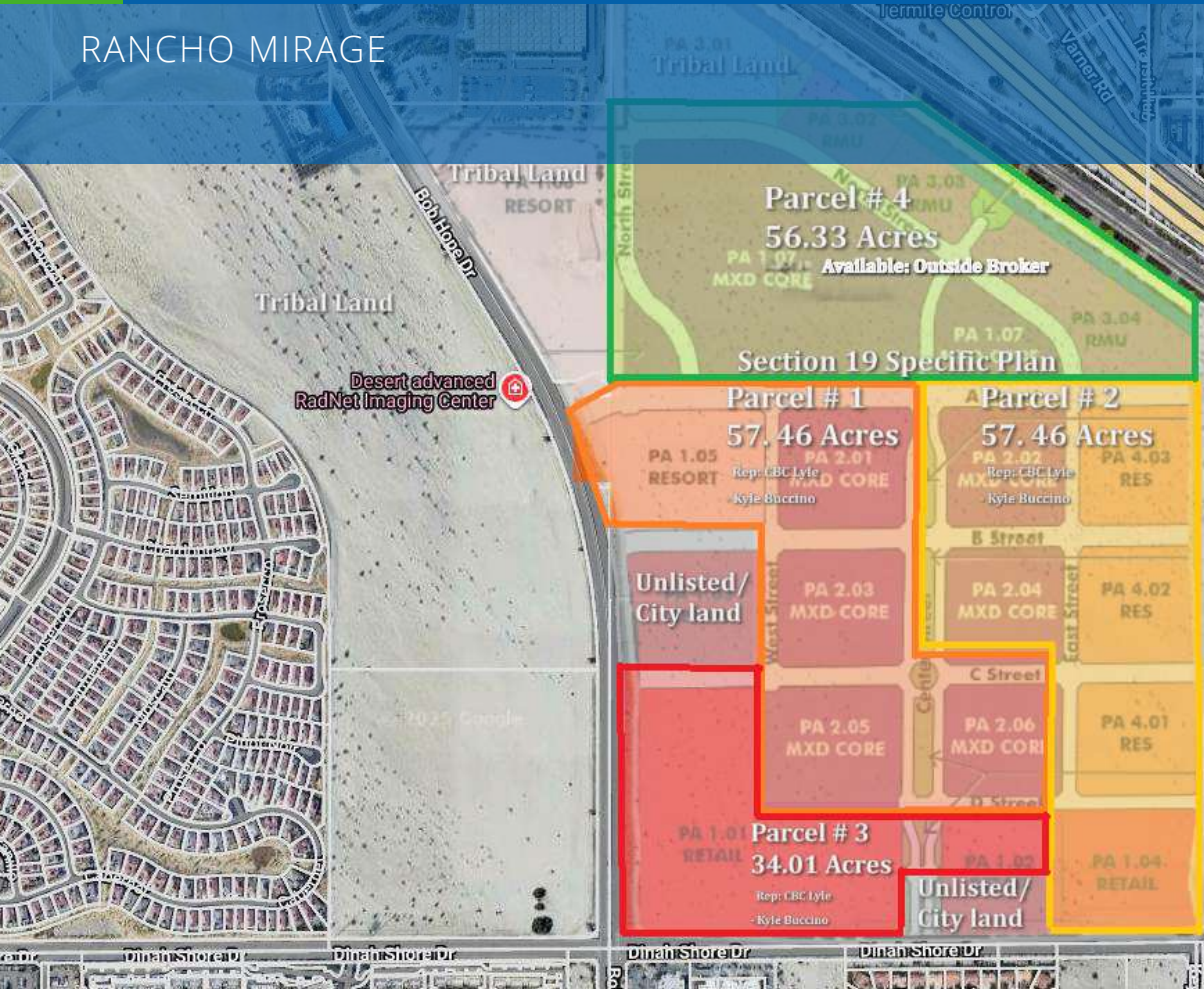 RANCHO MIRAGE
Termite Control
Varner Rd
PA 3.01
Tribal Land
PA 3.02
RMU
Tribal Land
RESORT
Bob Hope Dr
North Street
PA 3.03
RMU
Parcel # 4
56.33 Acres
Available: Outside Broker
PA 1.07
MXD CORE
Tribal Land
PA 1.07
PA 3.04
RMU
Section 19 Specific Plan
Desert advanced
RadNet Imaging Center
Parcel # 1
57. 46 Acres
Rep: CBC Lyle
- Kyle Buccino
PA 1.05
RESORT
PA 2.01
MXD CORE
Parcel # 2
57. 46 Acres
Rep: CBC Lyle
- Kyle Buccino
PA 2.02
MXD CORE
PA 4.03
RES
B Street
Unlisted/
City land
West Street
PA 2.03
MXD CORE
PA 2.04
MXD CORE
East Street
PA 4.02
RES
C Street
PA 2.05
MXD CORE
PA 2.06
MXD CORE
PA 4.01
RES
D Street
PA 1.01
RETAIL
Parcel # 3
34.01 Acres
Rep: CBC Lyle
- Kyle Buccino
PA 1.02
PA 1.04
RETAIL
Unlisted/
City land
Dinah Shore Dr
Dinah Shore Dr
Dinah Shore Dr
Dinah Shore Dr